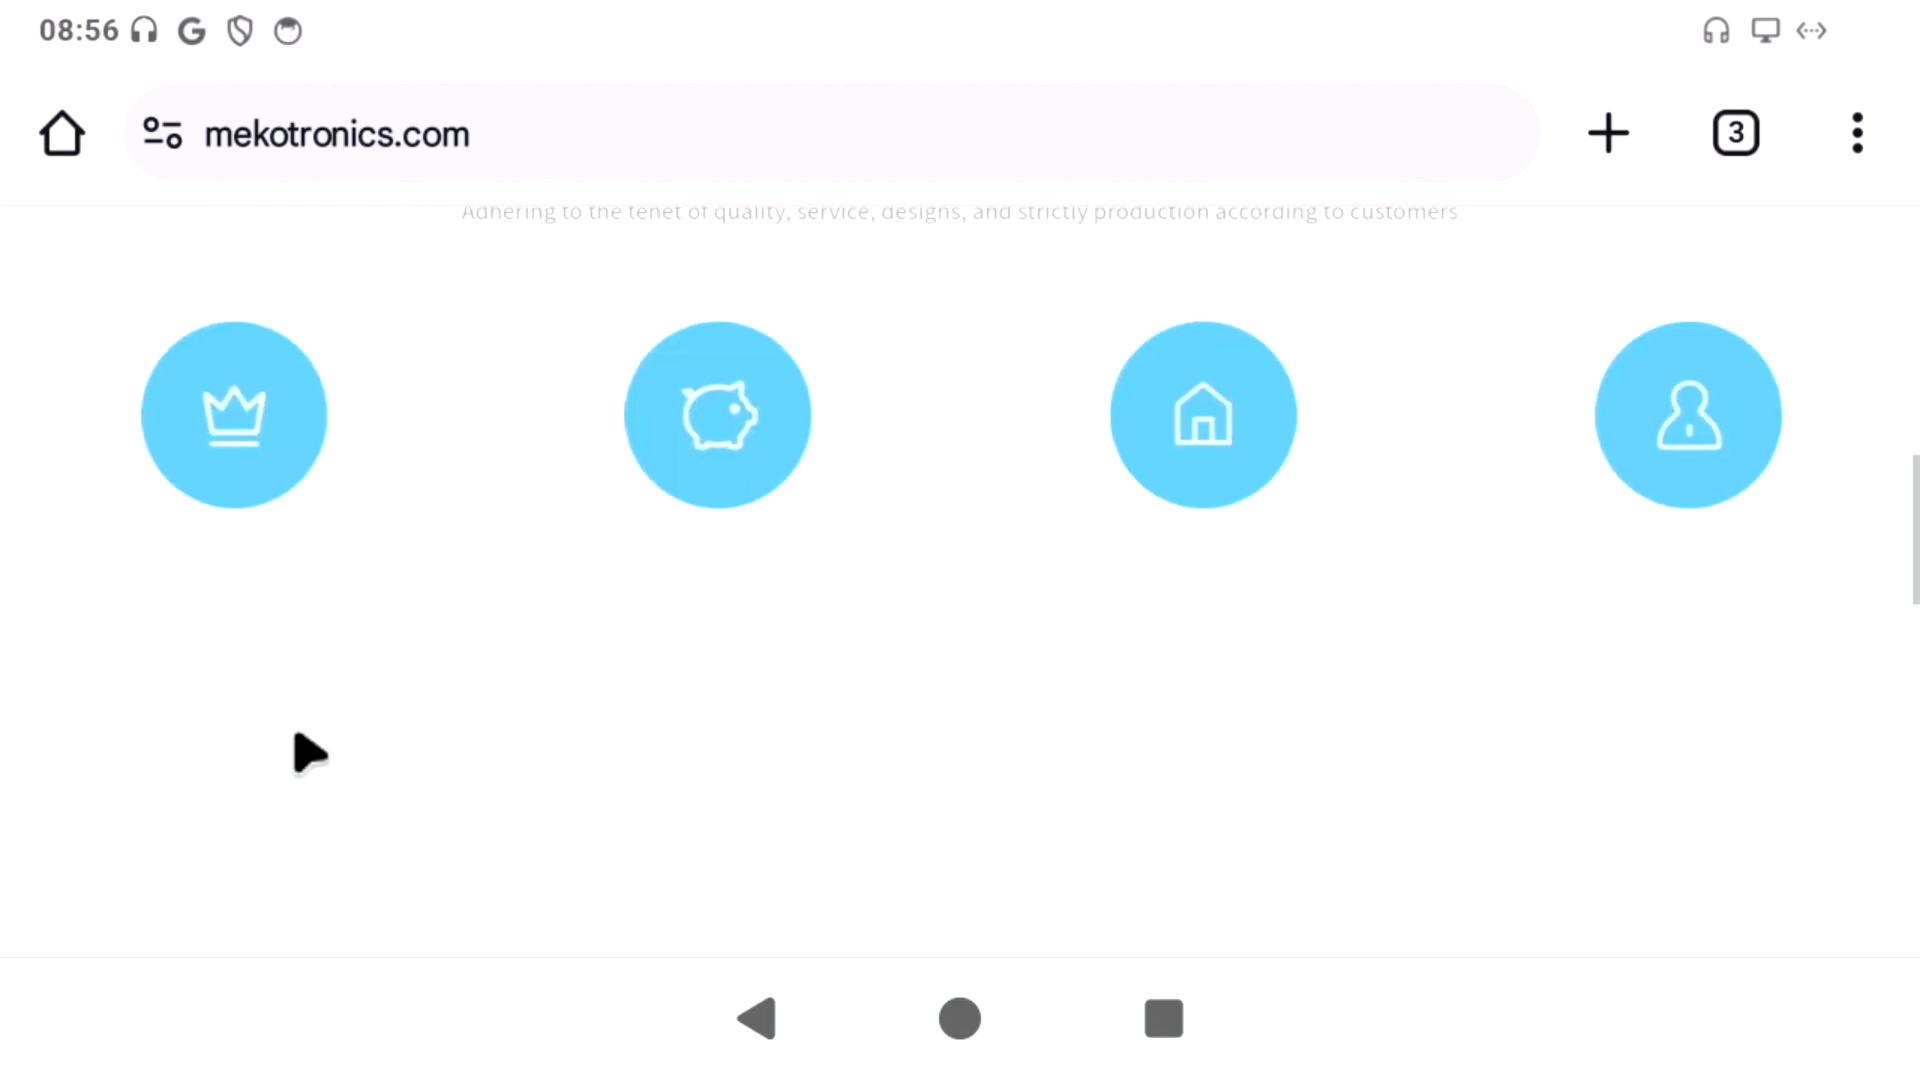 08:56
mekotronics.com
3
Adhering to the tenet of quality, service, designs, and strictly production according to customers